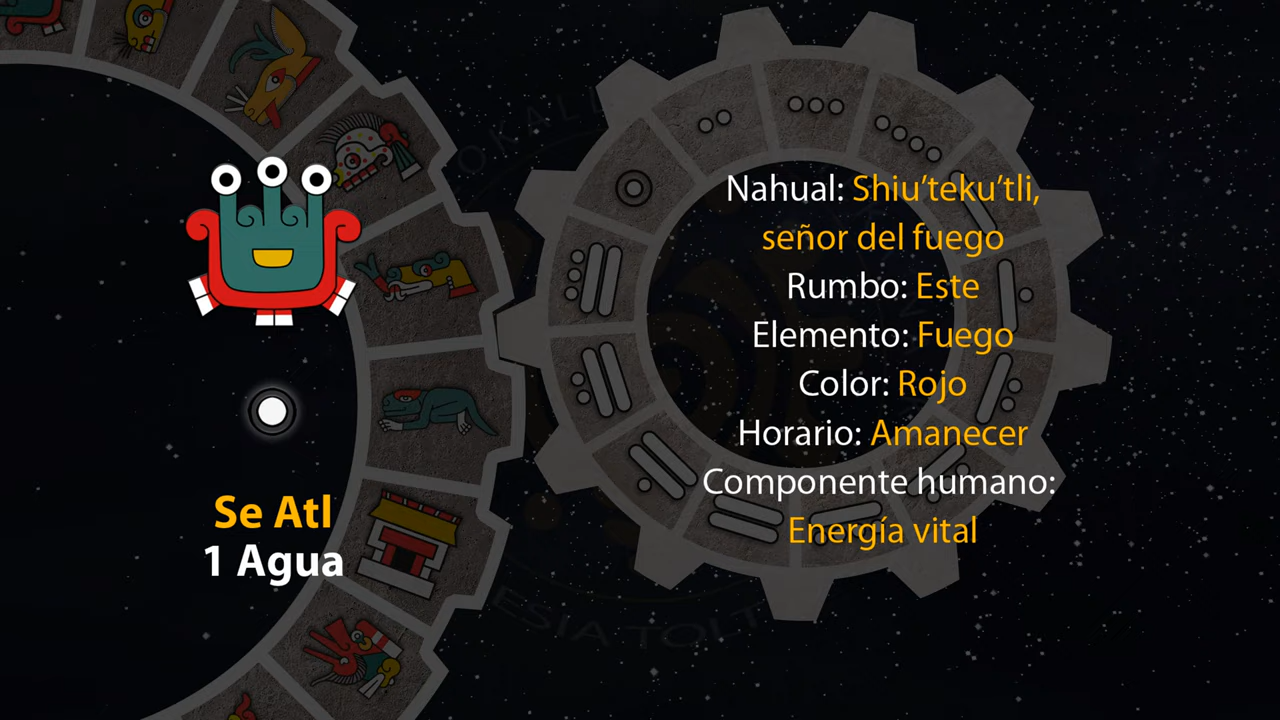 Se Atl
1 Agua
Nahual: Shiu’teku’tli,
señor del fuego
Rumbo: Este
Elemento: Fuego
Color: Rojo
Horario: Amanecer
Componente humano:
Energía vital